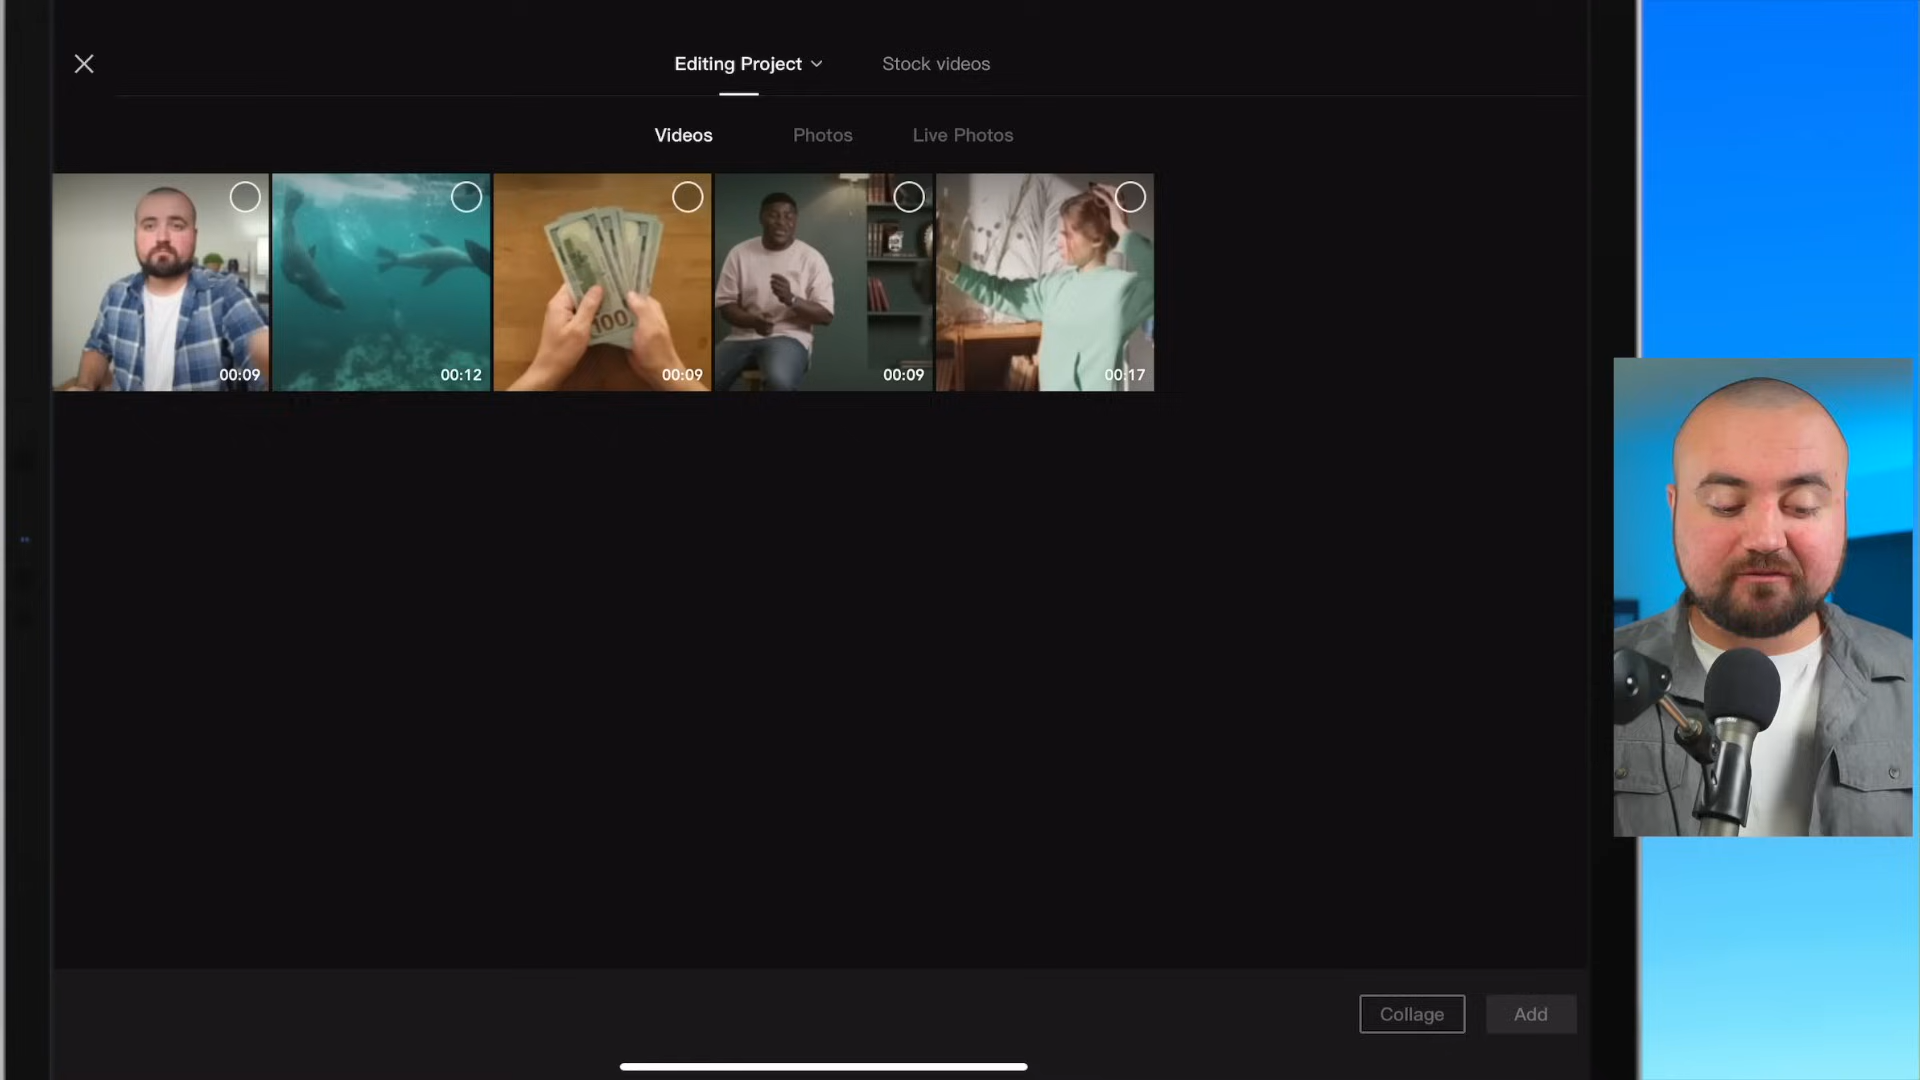 Editing Project
Stock videos
Videos
Photos
Live Photos
00:09
00:12
00:09
00:09
00:17
100
Collage
Add